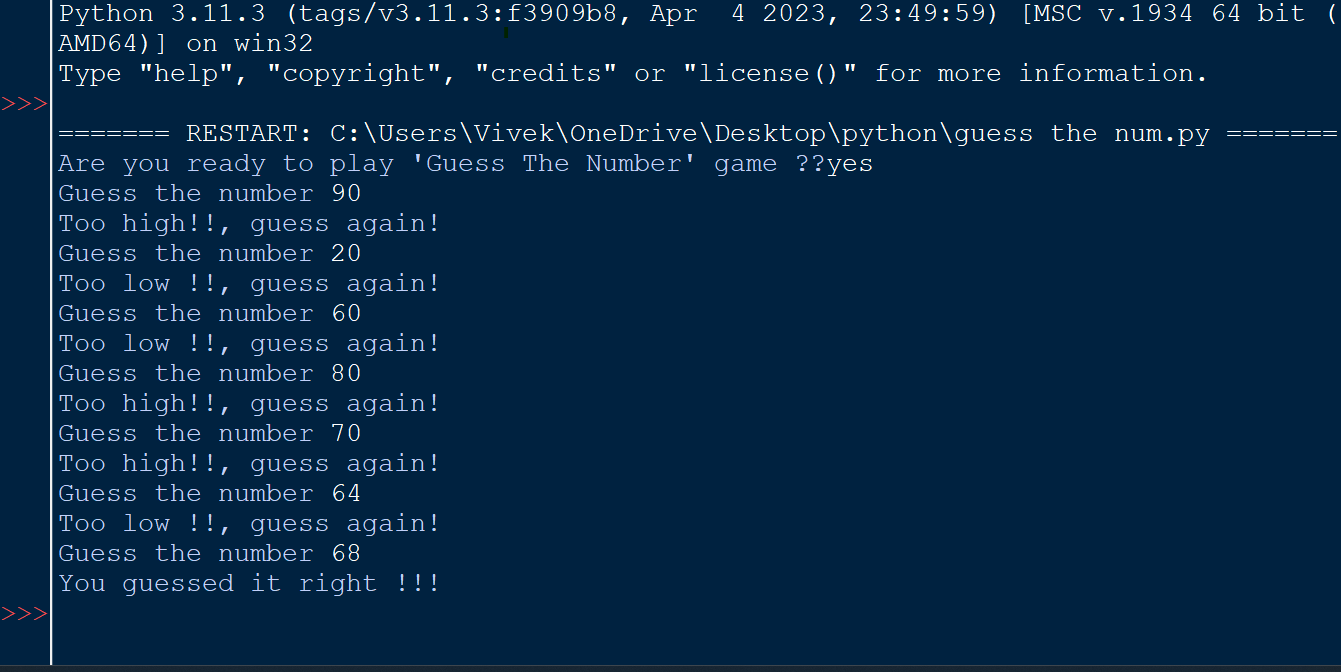 Python 3.11.3 (tags/v3.11.3:f3909b8, Apr  4 2023, 23:49:59) [MSC v.1934 64 bit (
AMD64)] on win32
Type "help", "copyright", "credits" or "license()" for more information.
>>>
======= RESTART: C:\Users\Vivek\OneDrive\Desktop\python\guess the num.py =======
Are you ready to play 'Guess The Number' game ??yes
Guess the number 90
Too high!!, guess again!
Guess the number 20
Too low !!, guess again!
Guess the number 60
Too low !!, guess again!
Guess the number 80
Too high!!, guess again!
Guess the number 70
Too high!!, guess again!
Guess the number 64
Too low !!, guess again!
Guess the number 68
You guessed it right !!!
>>>